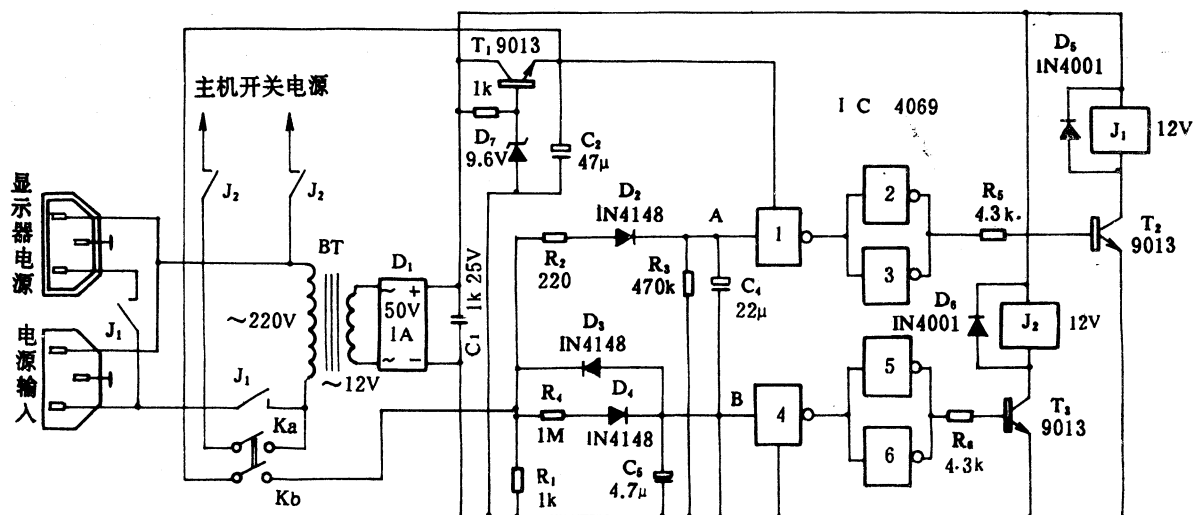 主机开关电源
显示器电源
电源输入
J₂
J₂
J₁
J₁
Ka
Kb
BT
~220V
~12V
D₁
~ +
50V
1A
~ −
C₁ 1k 25V
T₁ 9013
1k
D₇
9.6V
C₂
47μ
D₂
1N4148
R₂
220
A
R₃
470k
C₄
22μ
D₃
1N4148
R₄
1M
D₄
1N4148
B
R₁
1k
C₅
4.7μ
IC 4069
1
2
3
4
5
6
R₅
4.3k
R₆
4.3k
D₅
1N4001
J₁
12V
T₂
9013
D₆
1N4001
J₂
12V
T₃
9013